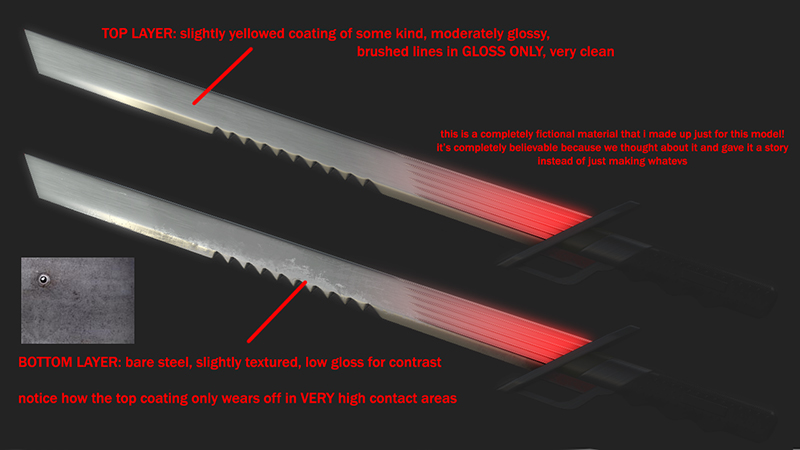 TOP LAYER: slightly yellowed coating of some kind, moderately glossy,
brushed lines in GLOSS ONLY, very clean
this is a completely fictional material that i made up just for this model!
it's completely believable because we thought about it and gave it a story
instead of just making whatevs
BOTTOM LAYER: bare steel, slightly textured, low gloss for contrast
notice how the top coating only wears off in VERY high contact areas